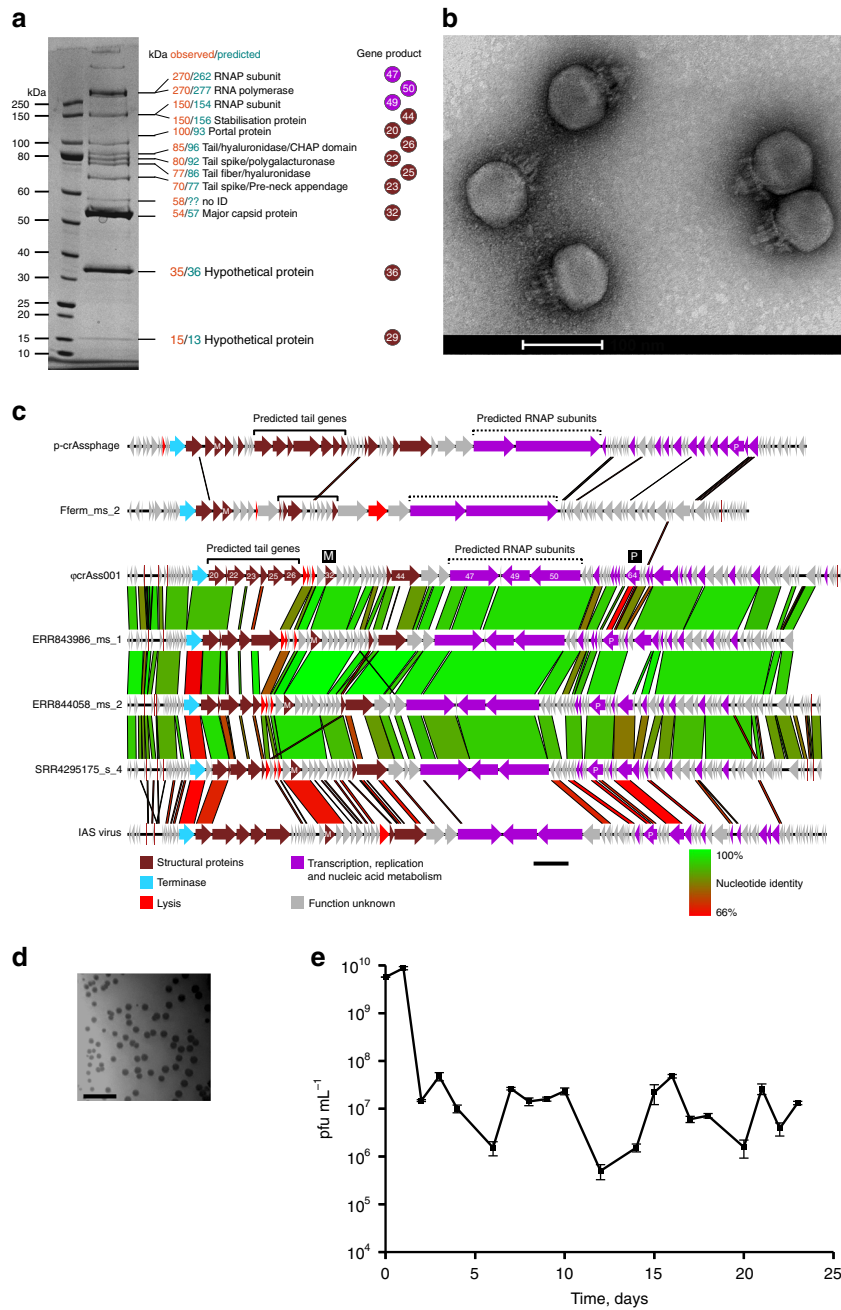 a
kDa observed/predicted
Gene product
kDa
250
150
100
80
60
50
40
30
25
20
15
10
270/262 RNAP subunit
47
270/277 RNA polymerase
50
150/154 RNAP subunit
49
150/156 Stabilisation protein
44
100/93 Portal protein
20
85/96 Tail/hyaluronidase/CHAP domain
26
80/92 Tail spike/polygalacturonase
22
77/86 Tail fiber/hyaluronidase
25
70/77 Tail spike/Pre-neck appendage
23
58/?? no ID
54/57 Major capsid protein
32
35/36 Hypothetical protein
36
15/13 Hypothetical protein
29
b
c
Predicted tail genes
Predicted RNAP subunits
p-crAssphage
M
P
Fferm_ms_2
M
Predicted tail genes
M
Predicted RNAP subunits
P
φcrAss001
20 22 23 25 26 32 44 47 49 50 64
ERR843986_ms_1
M
P
ERR844058_ms_2
M
P
SRR4295175_s_4
M
P
IAS virus
M
P
Structural proteins
Terminase
Lysis
Transcription, replication
and nucleic acid metabolism
Function unknown
100%
Nucleotide identity
66%
d
e
pfu mL⁻¹
10¹⁰
10⁹
10⁸
10⁷
10⁶
10⁵
10⁴
0 5 10 15 20 25
Time, days